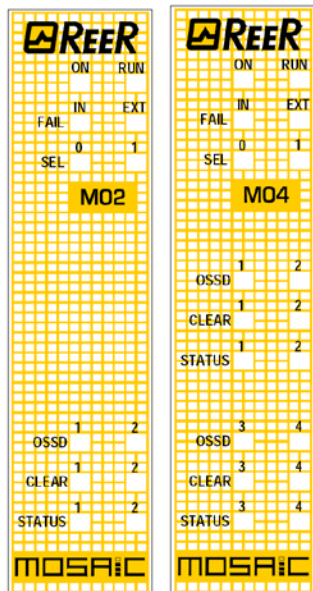 REER
ON RUN
IN EXT
FAIL
0 1
SEL
MO2
1 2
OSSD
1 2
CLEAR
1 2
STATUS
MOSAIC
REER
ON RUN
IN EXT
FAIL
0 1
SEL
MO4
1 2
OSSD
1 2
CLEAR
1 2
STATUS
3 4
OSSD
3 4
CLEAR
3 4
STATUS
MOSAIC